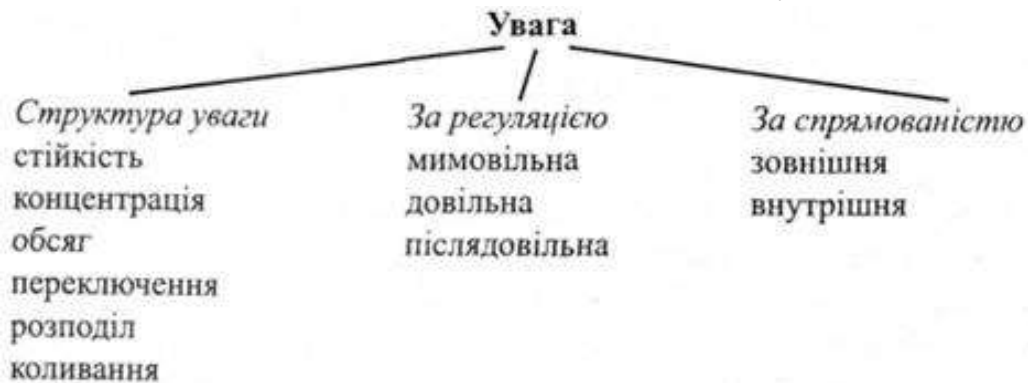 Увага
Структура уваги
стійкість
концентрація
обсяг
переключення
розподіл
коливання
За регуляцією
мимовільна
довільна
післядовільна
За спрямованістю
зовнішня
внутрішня